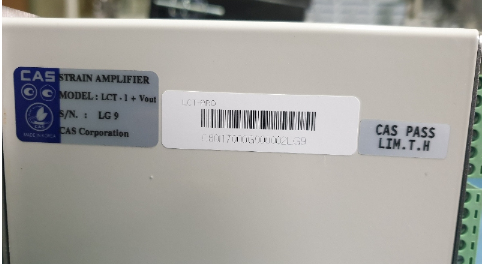 CAS
STRAIN AMPLIFIER
MODEL : LCT - 1 + Vout
S/N. : LG 9
CAS Corporation
CAS PASS
LIM.T.H